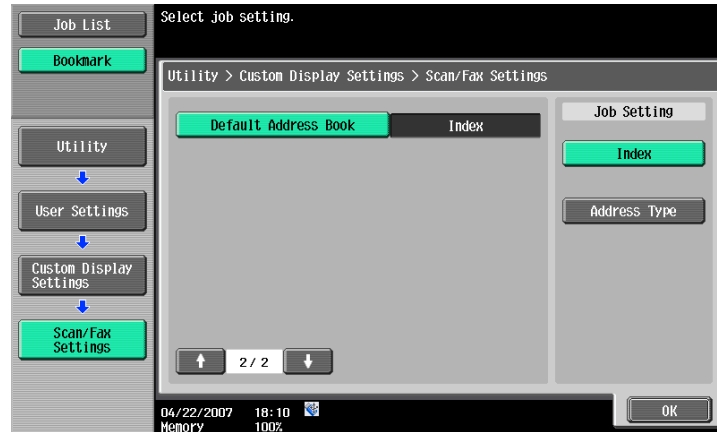 Job List
Bookmark
Utility
User Settings
Custom Display
Settings
Scan/Fax
Settings
Select job setting.
Utility > Custom Display Settings > Scan/Fax Settings
Default Address Book Index
2/ 2
Job Setting
Index
Address Type
04/22/2007 18:10
Memory 100%
OK